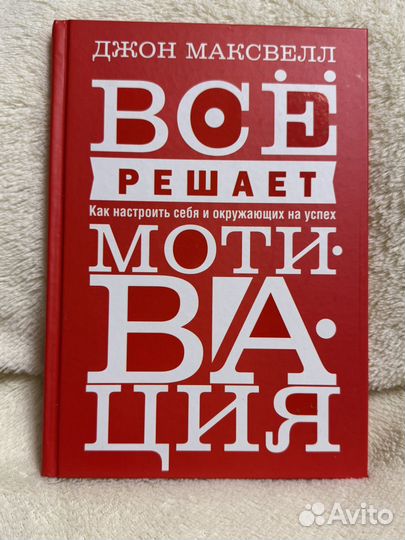 ДЖОН МАКСВЕЛЛ
ВСЁ
РЕШАЕТ
Как настроить себя и окружающих на успех
МОТИ-
ВА-
ЦИЯ
Avito